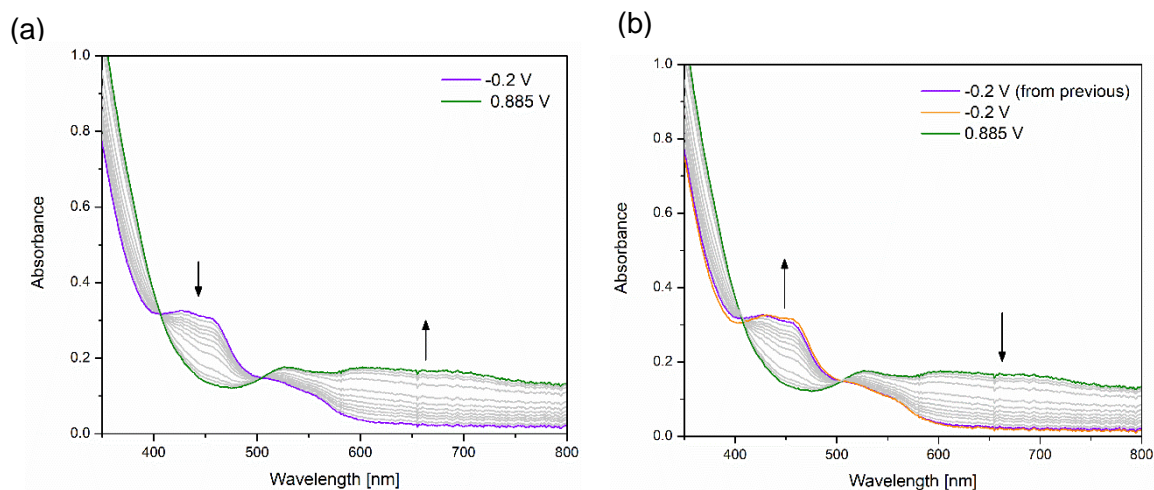 (a)
1.0
0.8
0.6
0.4
0.2
0.0
Absorbance
400
500
600
700
800
Wavelength [nm]
-0.2 V
0.885 V
(b)
1.0
0.8
0.6
0.4
0.2
0.0
Absorbance
400
500
600
700
800
Wavelength [nm]
-0.2 V (from previous)
-0.2 V
0.885 V